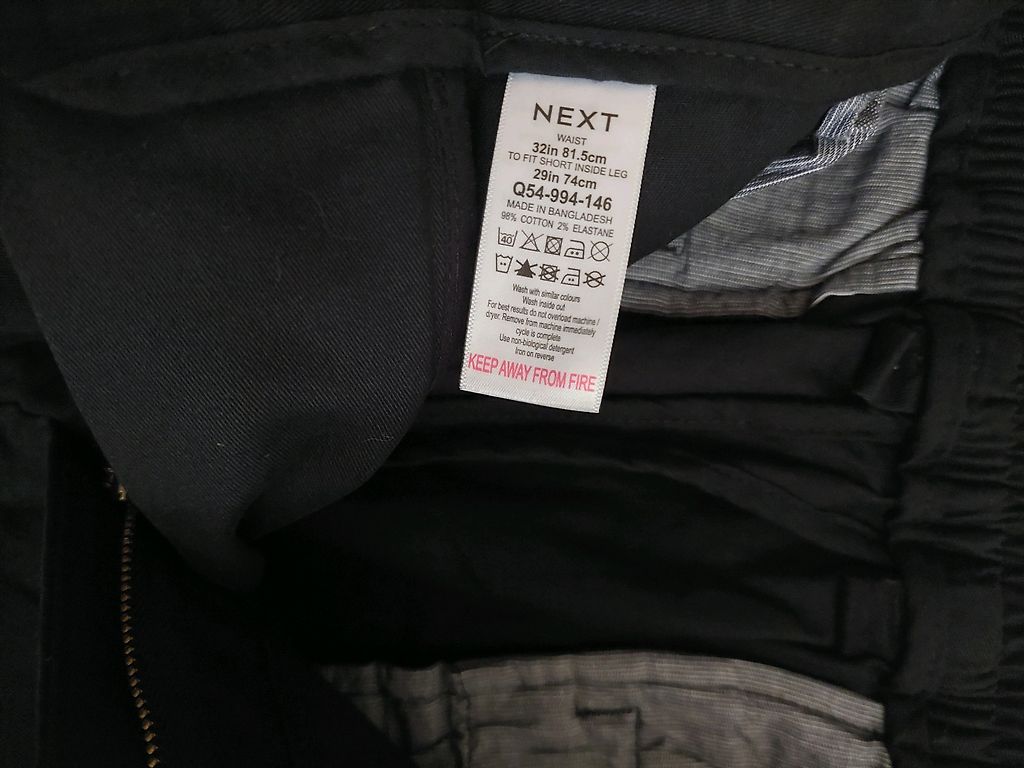 NEXT
WAIST
32in 81.5cm
TO FIT SHORT INSIDE LEG
29in 74cm
Q54-994-146
MADE IN BANGLADESH
98% COTTON 2% ELASTANE
40
Wash with similar colours
Wash inside out
For best results do not overload machine /
dryer. Remove from machine immediately
cycle is complete
Use non-biological detergent
Iron on reverse
KEEP AWAY FROM FIRE